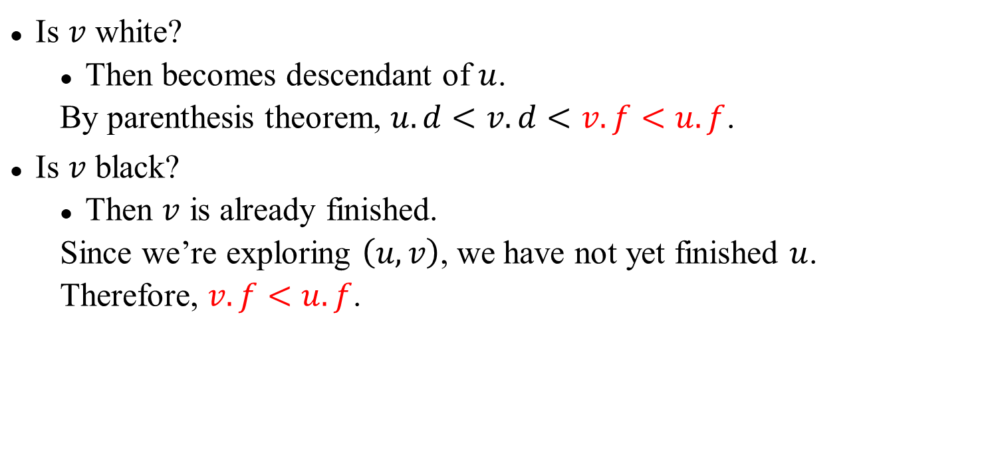 • Is 𝑣 white?
• Then becomes descendant of 𝑢.
By parenthesis theorem, 𝑢. 𝑑 < 𝑣. 𝑑 < 𝑣. 𝑓 < 𝑢. 𝑓.
• Is 𝑣 black?
• Then 𝑣 is already finished.
Since we’re exploring (𝑢, 𝑣), we have not yet finished 𝑢.
Therefore, 𝑣. 𝑓 < 𝑢. 𝑓.